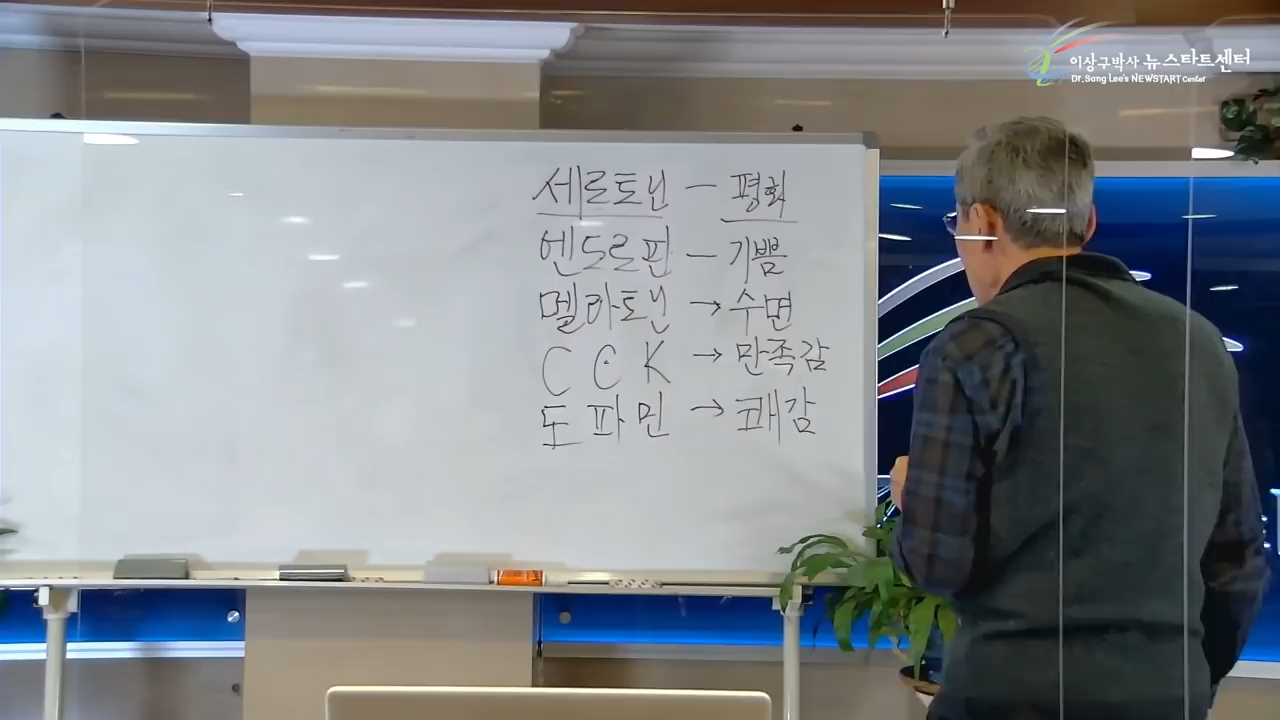 이상구박사 뉴스타트센터
Dr.Sang Lee's NEWSTART Center
세로토닌 — 평화
엔도르핀 — 기쁨
멜라토닌 → 수면
C C K → 만족감
도파민 → 쾌감